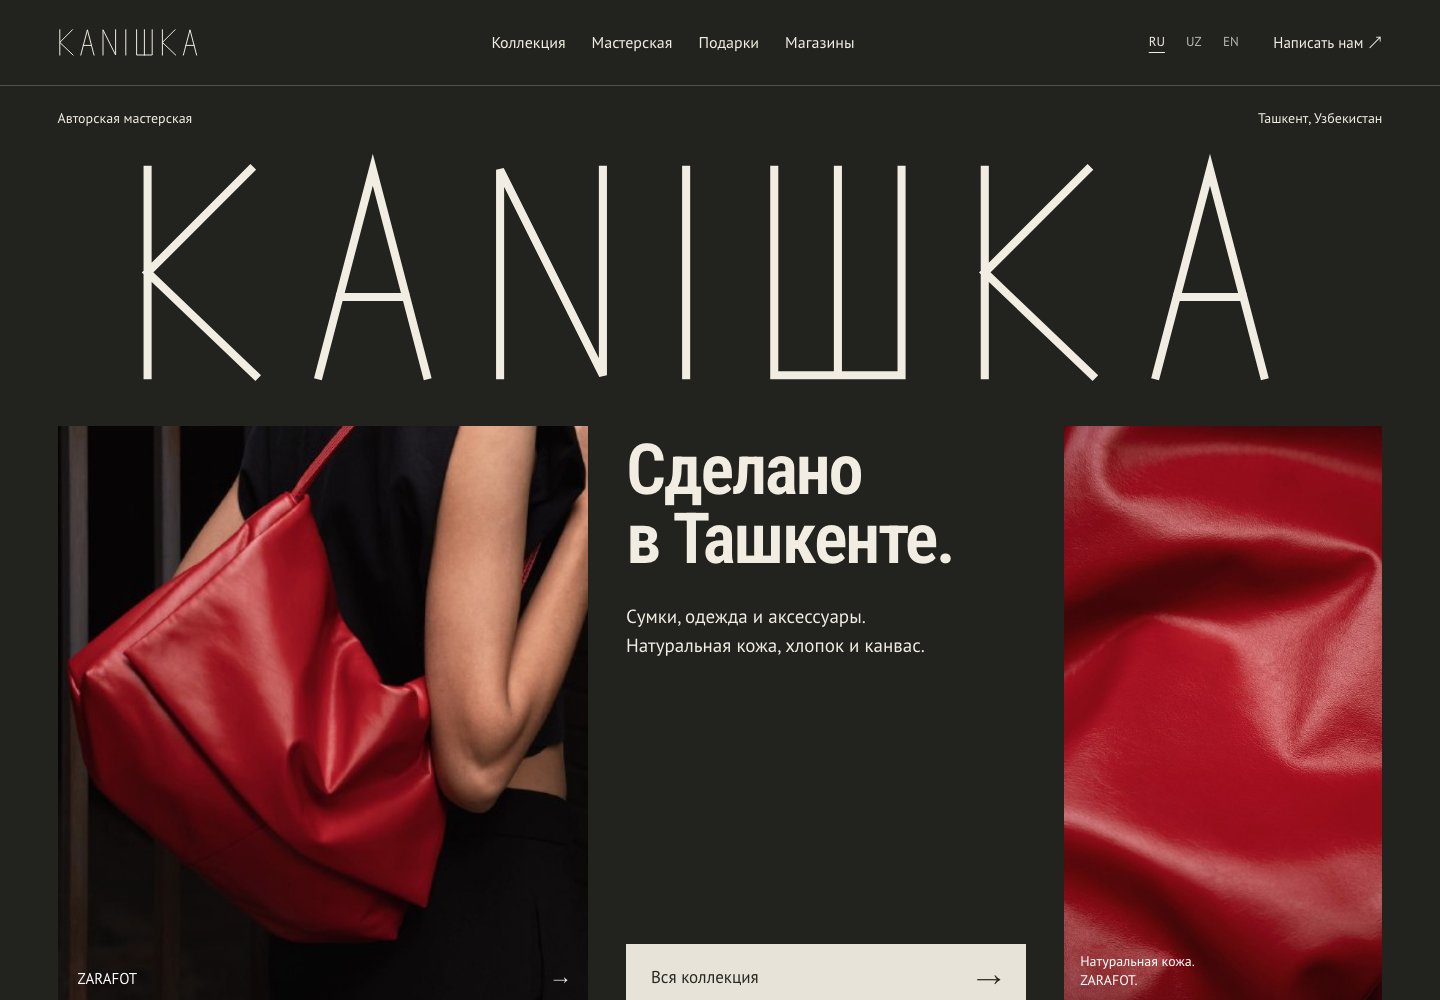 KANIШKA
Коллекция Мастерская Подарки Магазины
RU UZ EN Написать нам ↗
Авторская мастерская
Ташкент, Узбекистан
KANIШKA
Сделано
в Ташкенте.
Сумки, одежда и аксессуары.
Натуральная кожа, хлопок и канвас.
ZARAFOT →
Вся коллекция →
Натуральная кожа.
ZARAFOT.